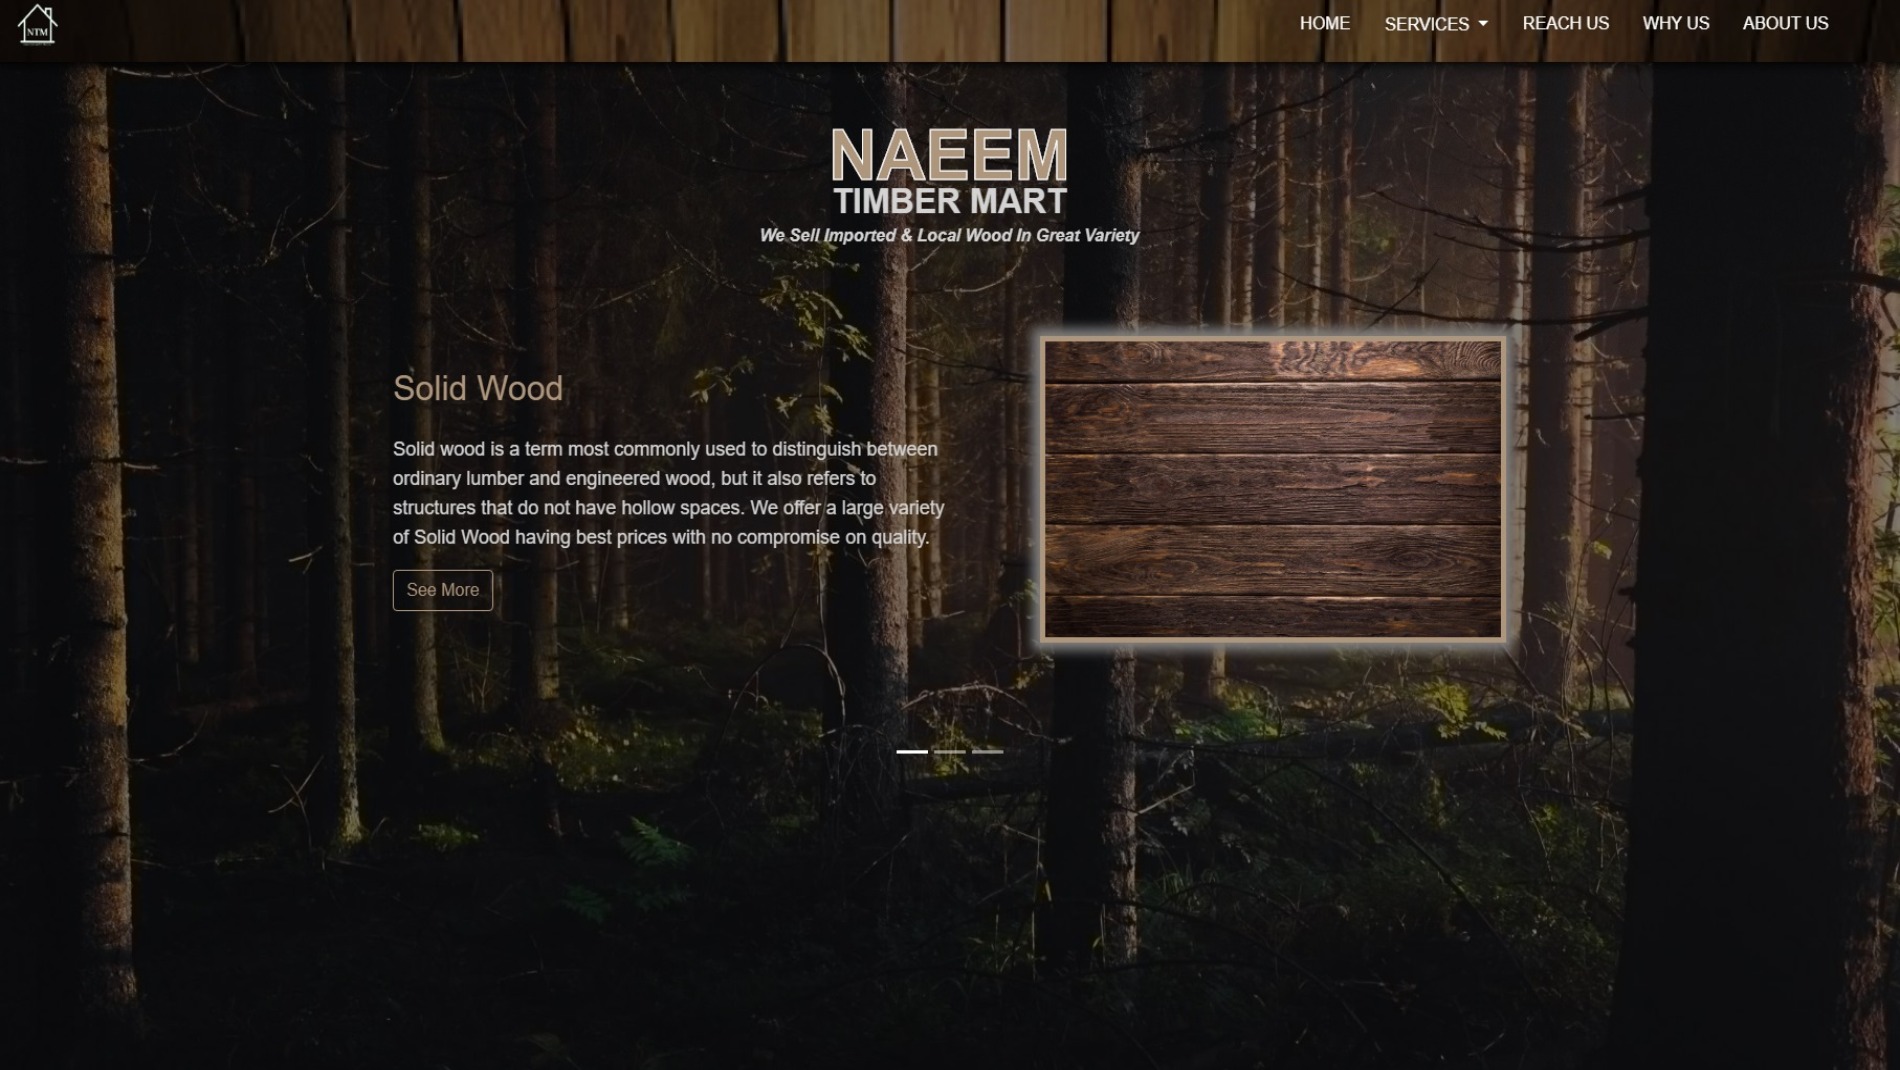 NTM
HOME SERVICES REACH US WHY US ABOUT US
NAEEM
TIMBER MART
We Sell Imported & Local Wood In Great Variety
Solid Wood
Solid wood is a term most commonly used to distinguish between
ordinary lumber and engineered wood, but it also refers to
structures that do not have hollow spaces. We offer a large variety
of Solid Wood having best prices with no compromise on quality.
See More